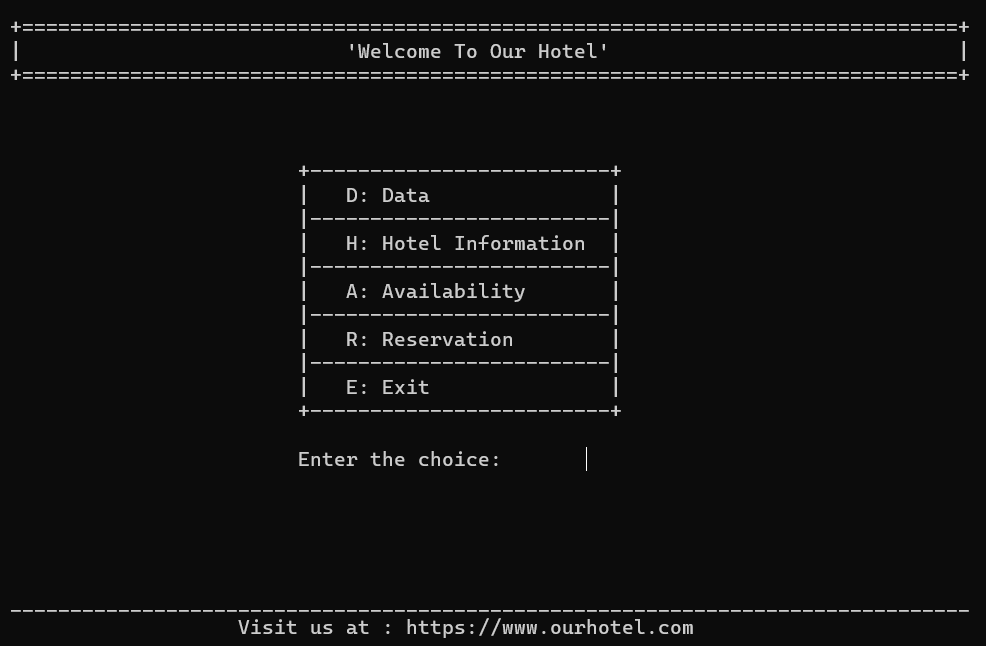 +==============================================================================+
|                           'Welcome To Our Hotel'                             |
+==============================================================================+
+-------------------------+
|   D: Data               |
|-------------------------|
|   H: Hotel Information  |
|-------------------------|
|   A: Availability       |
|-------------------------|
|   R: Reservation        |
|-------------------------|
|   E: Exit               |
+-------------------------+
Enter the choice:
--------------------------------------------------------------------------------
Visit us at : https://www.ourhotel.com